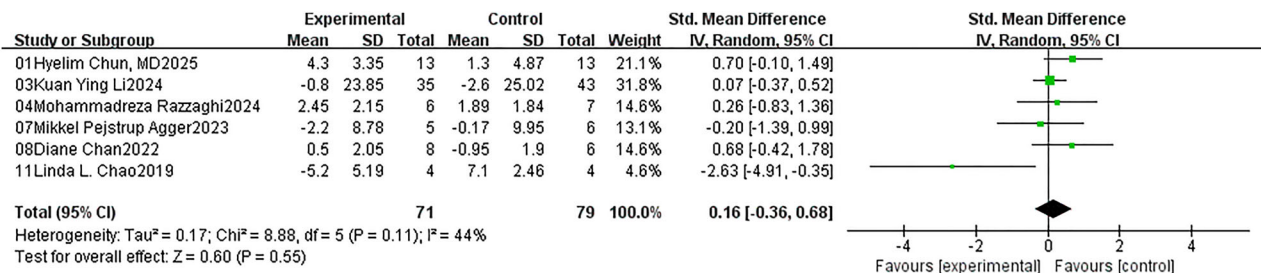 Experimental Control Std. Mean Difference Std. Mean Difference
Study or Subgroup Mean SD Total Mean SD Total Weight IV, Random, 95% CI IV, Random, 95% CI
01Hyelim Chun, MD2025 4.3 3.35 13 1.3 4.87 13 21.1% 0.70 [-0.10, 1.49]
03Kuan Ying Li2024 -0.8 23.85 35 -2.6 25.02 43 31.8% 0.07 [-0.37, 0.52]
04Mohammadreza Razzaghi2024 2.45 2.15 6 1.89 1.84 7 14.6% 0.26 [-0.83, 1.36]
07Mikkel Pejstrup Agger2023 -2.2 8.78 5 -0.17 9.95 6 13.1% -0.20 [-1.39, 0.99]
08Diane Chan2022 0.5 2.05 8 -0.95 1.9 6 14.6% 0.68 [-0.42, 1.78]
11Linda L. Chao2019 -5.2 5.19 4 7.1 2.46 4 4.6% -2.63 [-4.91, -0.35]
Total (95% CI) 71 79 100.0% 0.16 [-0.36, 0.68]
Heterogeneity: Tau² = 0.17; Chi² = 8.88, df = 5 (P = 0.11); I² = 44%
Test for overall effect: Z = 0.60 (P = 0.55)
-4 -2 0 2 4
Favours [experimental] Favours [control]